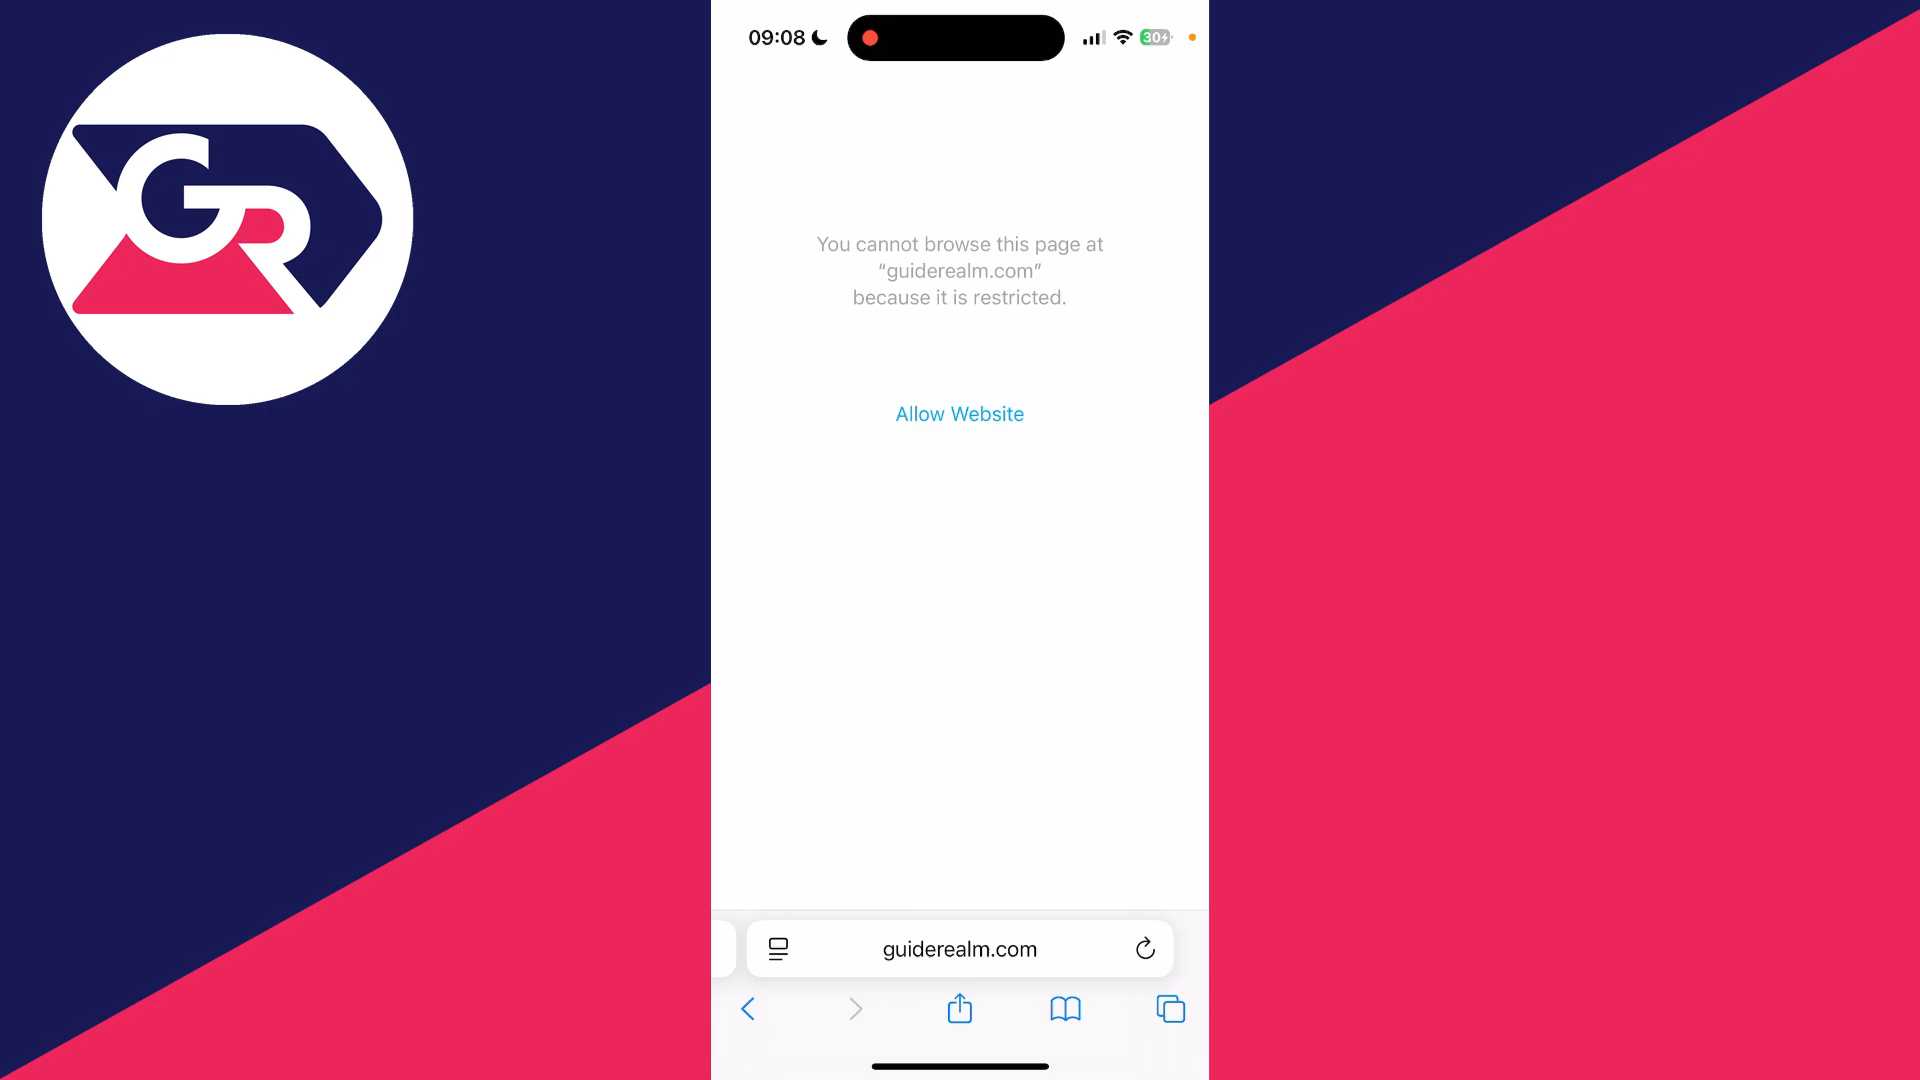 GR
09:08
30
You cannot browse this page at
“guiderealm.com”
because it is restricted.
Allow Website
guiderealm.com